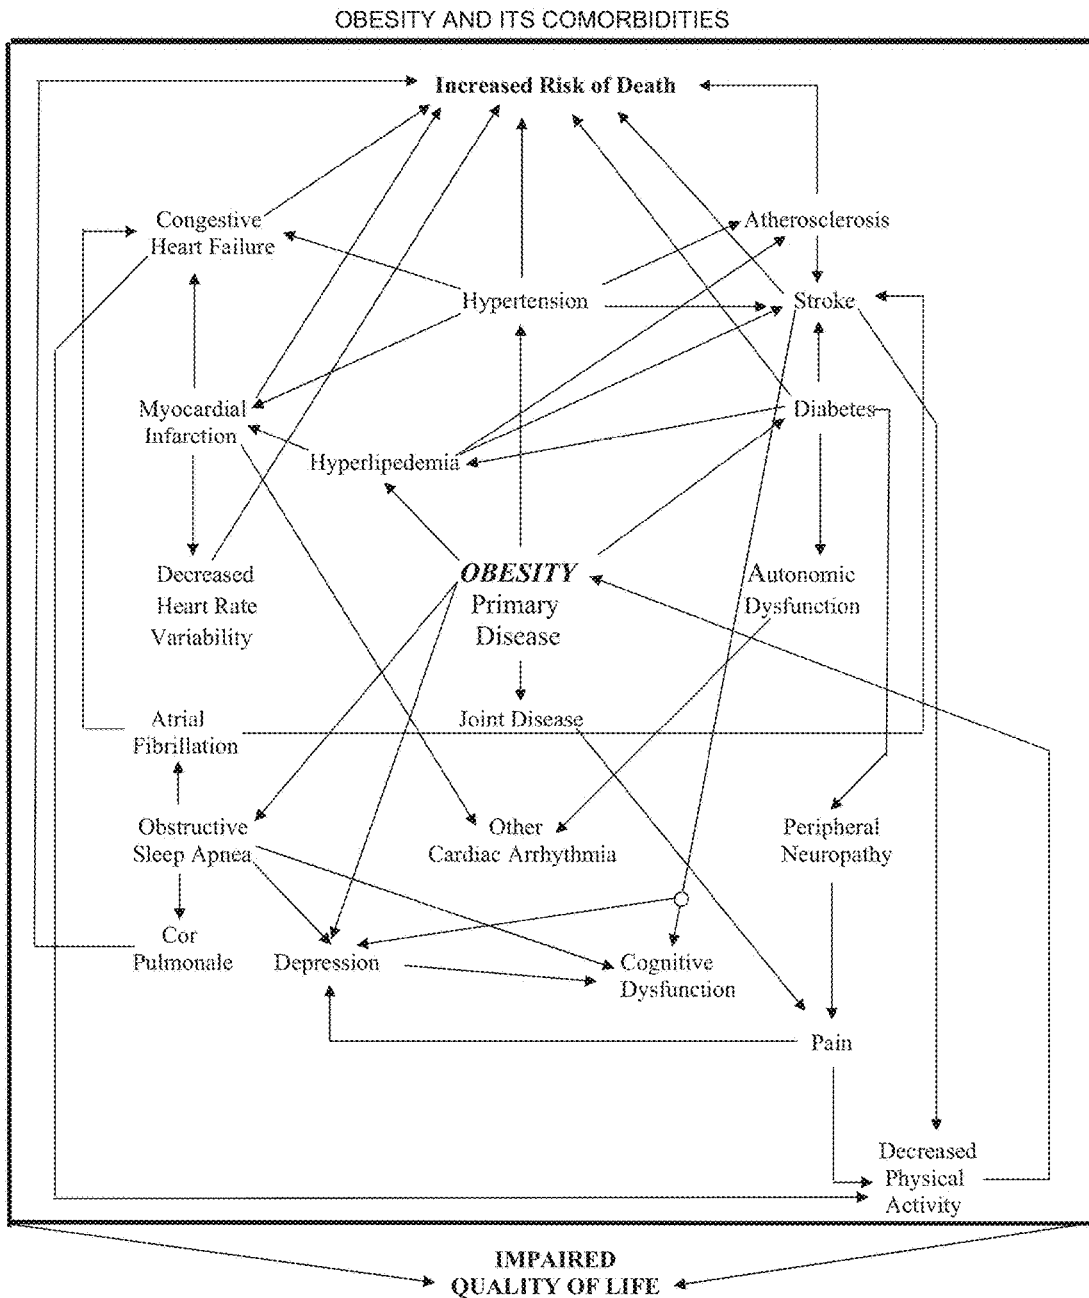 OBESITY AND ITS COMORBIDITIES
Increased Risk of Death
Congestive
Heart Failure
Atherosclerosis
Hypertension
Stroke
Myocardial
Infarction
Diabetes
Hyperlipedemia
OBESITY
Primary
Disease
Decreased
Heart Rate
Variability
Autonomic
Dysfunction
Atrial
Fibrillation
Joint Disease
Obstructive
Sleep Apnea
Other
Cardiac Arrhythmia
Peripheral
Neuropathy
Cor
Pulmonale
Depression
Cognitive
Dysfunction
Pain
Decreased
Physical
Activity
IMPAIRED
QUALITY OF LIFE